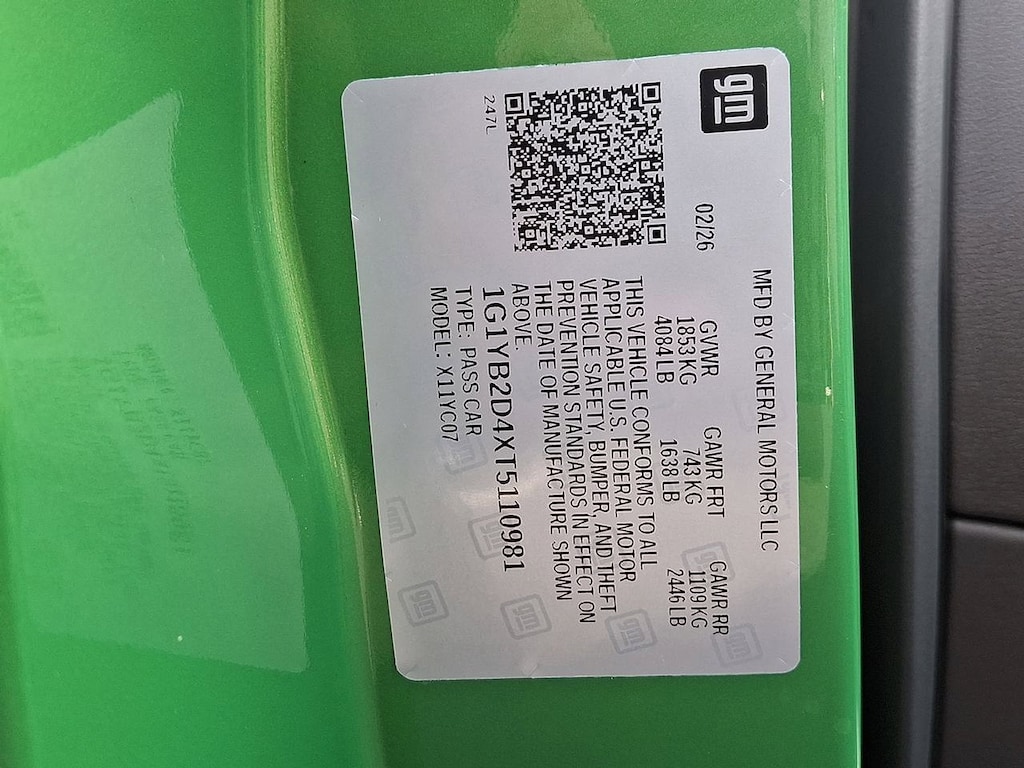 gm
MFD BY GENERAL MOTORS LLC
02/26
GVWR GAWR FRT GAWR RR
1853 KG 743 KG 1109 KG
4084 LB 1638 LB 2446 LB
THIS VEHICLE CONFORMS TO ALL
APPLICABLE U.S. FEDERAL MOTOR
VEHICLE SAFETY, BUMPER, AND THEFT
PREVENTION STANDARDS IN EFFECT ON
THE DATE OF MANUFACTURE SHOWN
ABOVE.
1G1YB2D4XT5110981
TYPE: PASS CAR
MODEL: X11YC07
247L